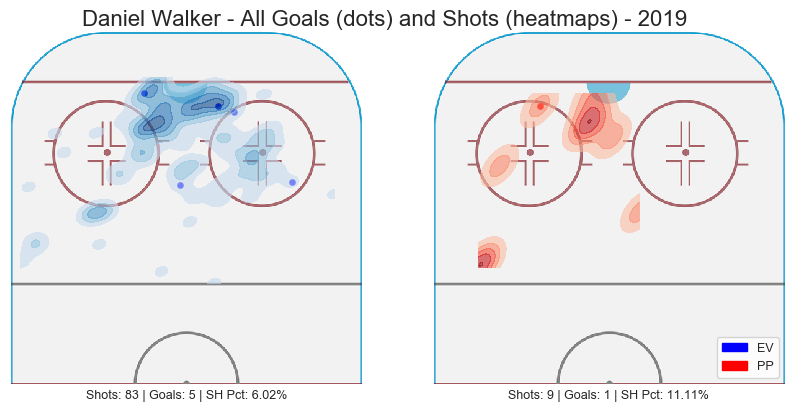 Daniel Walker - All Goals (dots) and Shots (heatmaps) - 2019
EV
PP
Shots: 83 | Goals: 5 | SH Pct: 6.02%
Shots: 9 | Goals: 1 | SH Pct: 11.11%